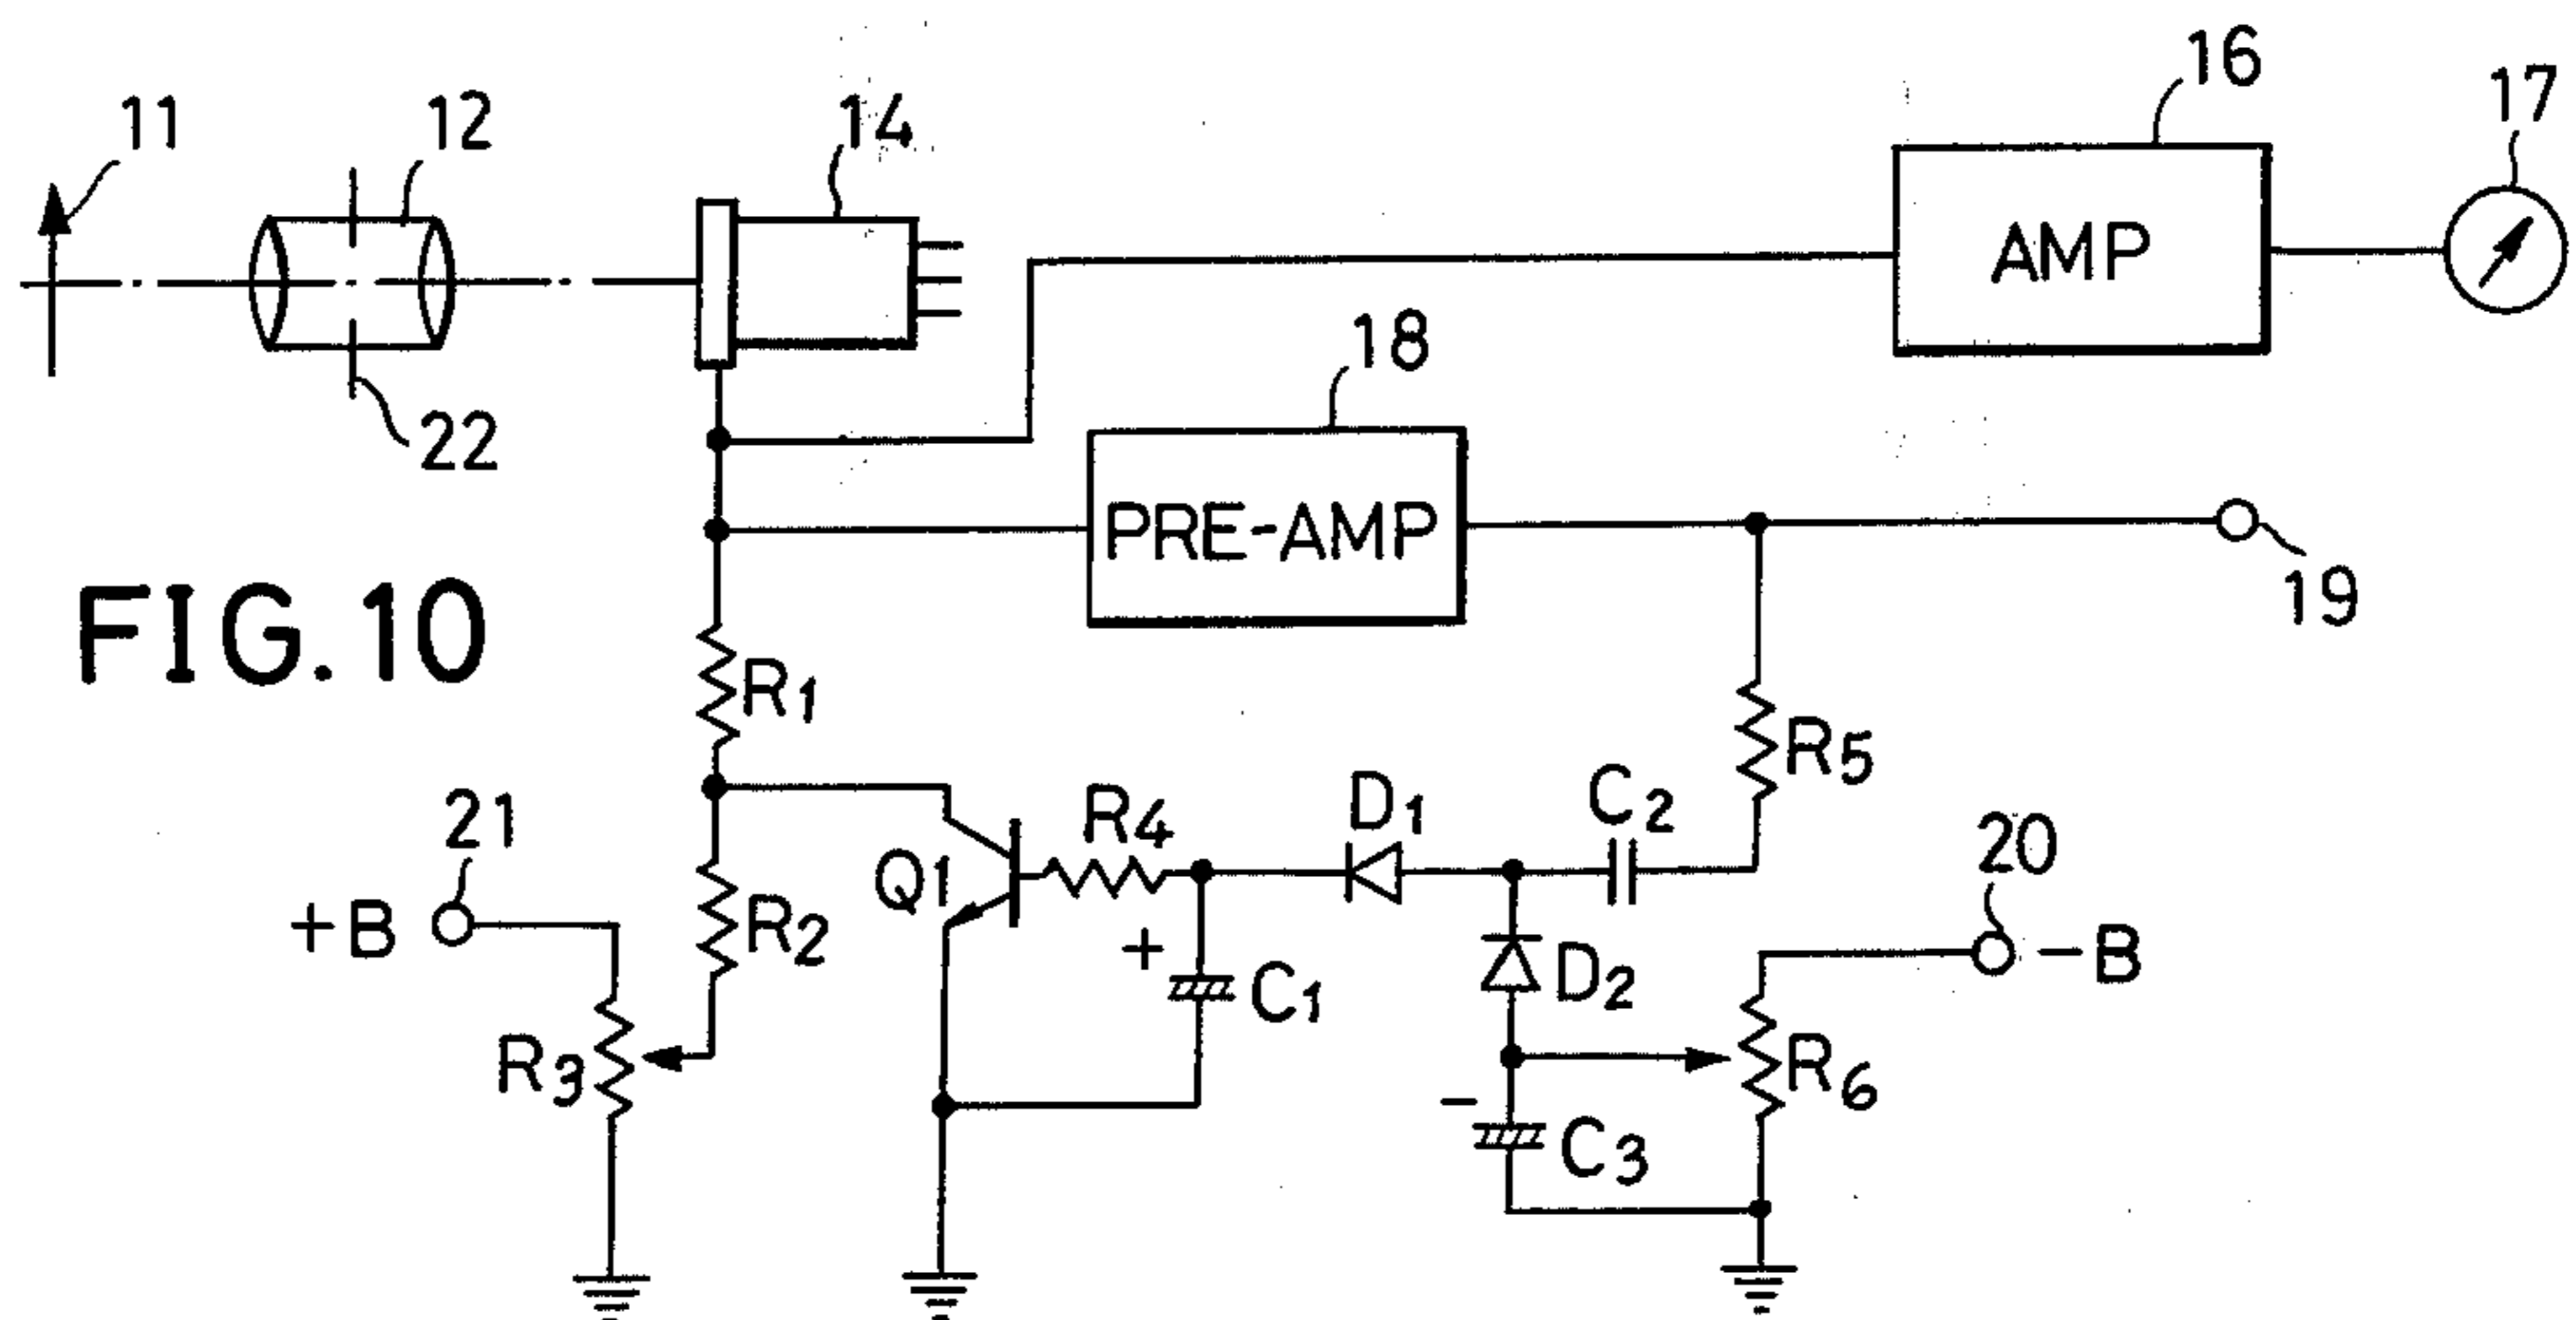 11
12
14
16
17
22
18
AMP
PRE-AMP
19
FIG.10
R1
R5
21
+B
Q1
R4
D1
C2
20
-B
R2
+
C1
D2
R3
R6
-
C3